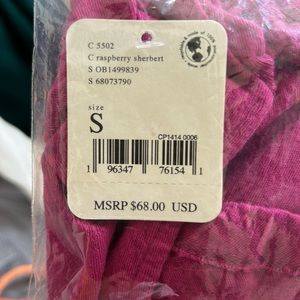 C 5502
C raspberry sherbert
S OB1499839
S 68073790
size
S
CP1414 0006
1 96347 76154 1
MSRP $68.00 USD